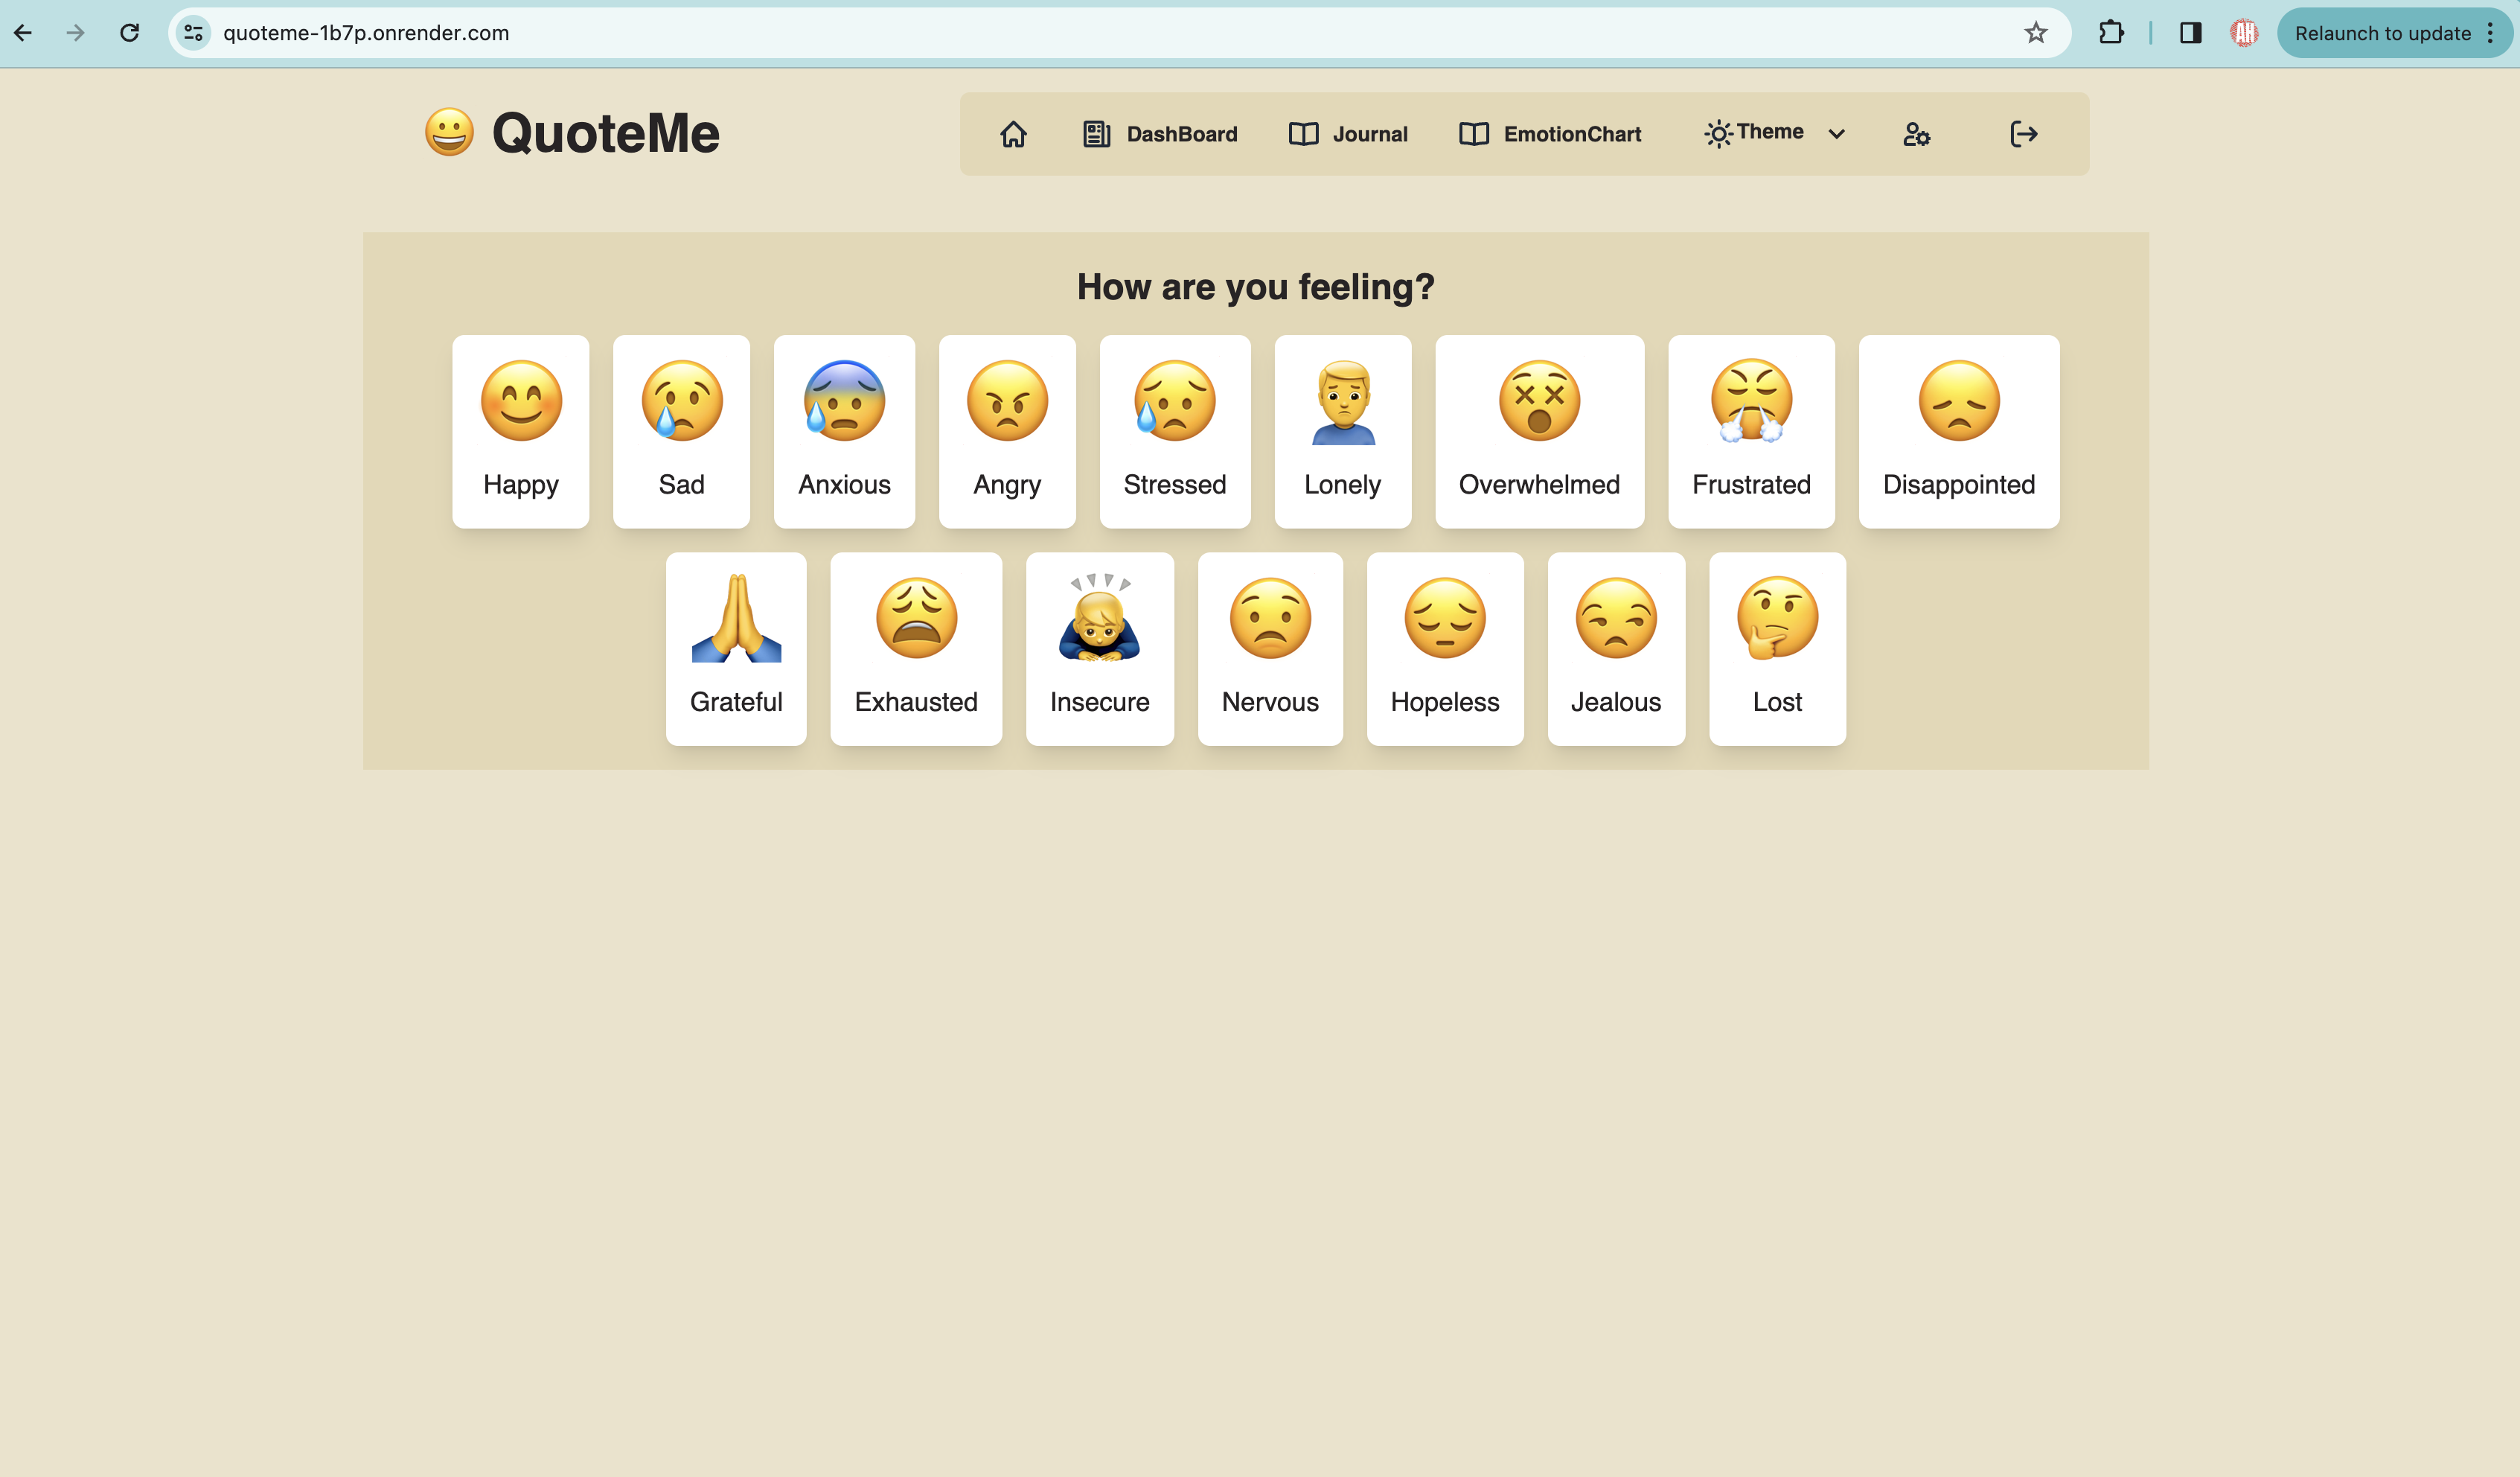 quoteme-1b7p.onrender.com
AH
Relaunch to update
QuoteMe
DashBoard
Journal
EmotionChart
Theme
How are you feeling?
Happy
Sad
Anxious
Angry
Stressed
Lonely
Overwhelmed
Frustrated
Disappointed
Grateful
Exhausted
Insecure
Nervous
Hopeless
Jealous
Lost